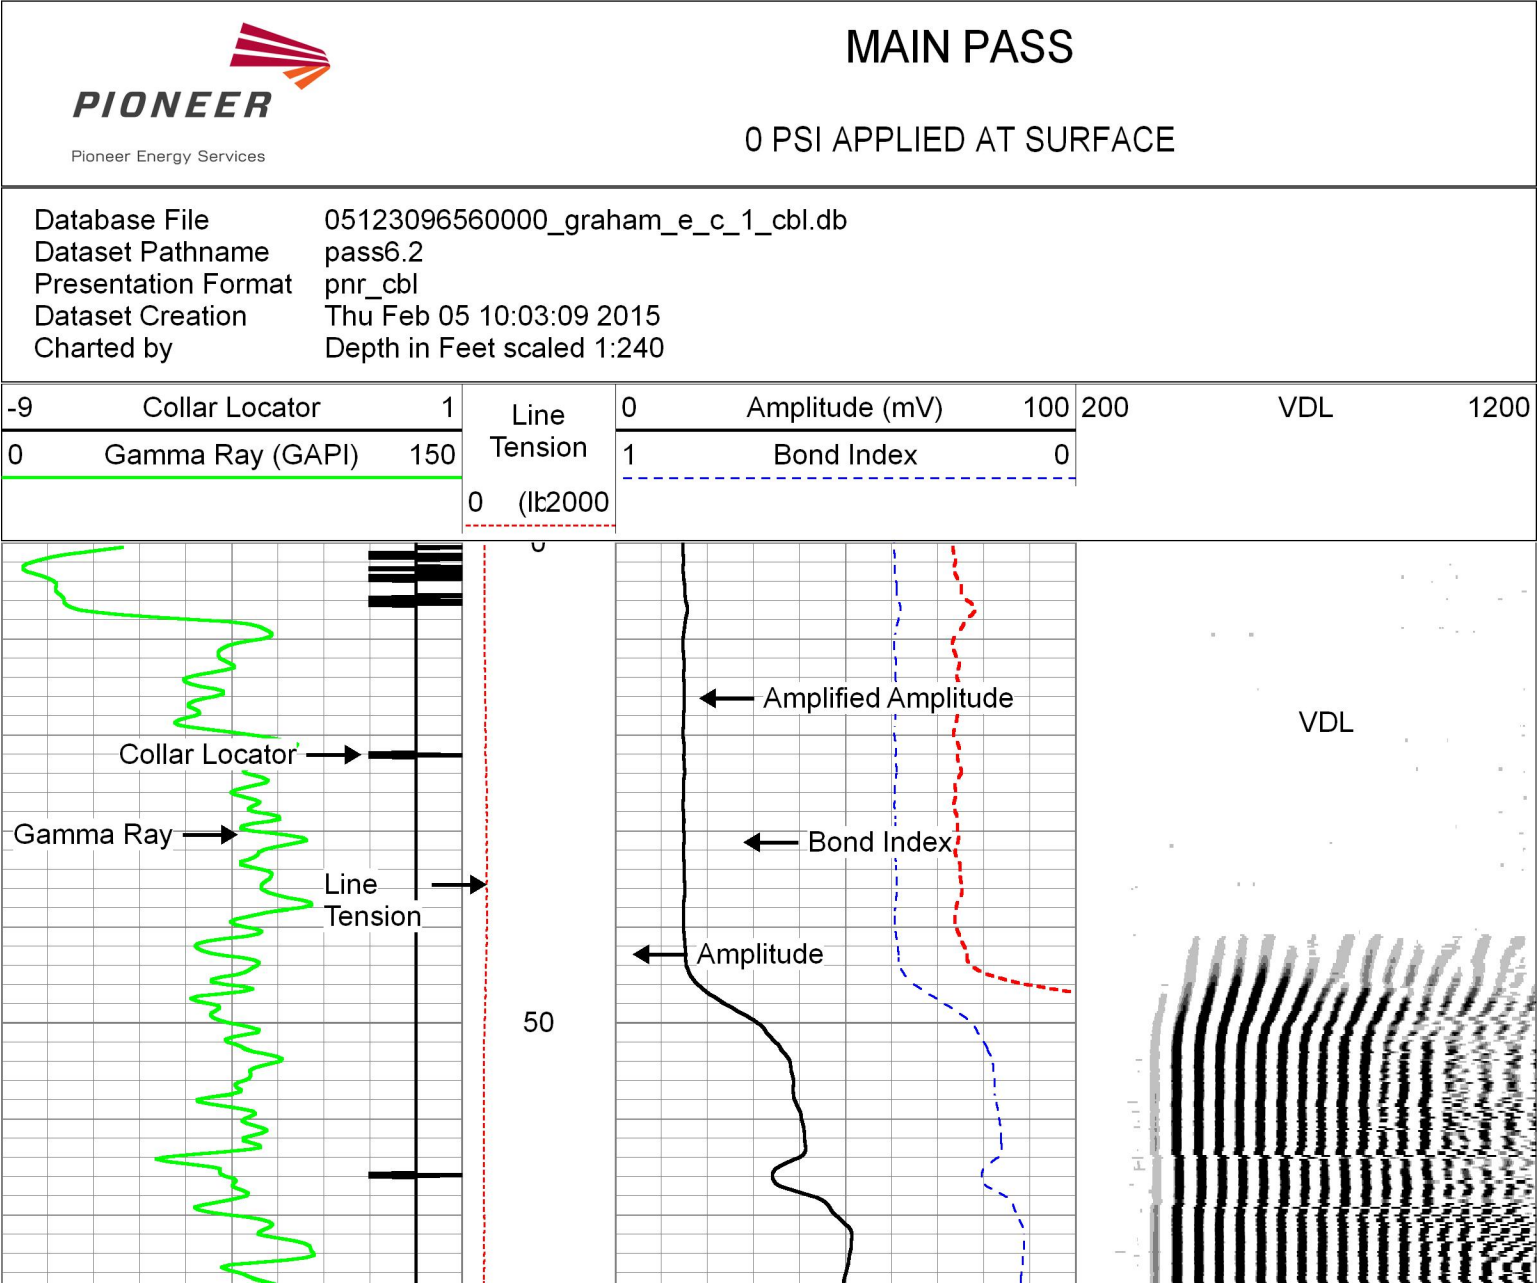 MAIN PASS
PIONEER
Pioneer Energy Services
0 PSI APPLIED AT SURFACE
Database File 05123096560000_graham_e_c_1_cbl.db
Dataset Pathname pass6.2
Presentation Format pnr_cbl
Dataset Creation Thu Feb 05 10:03:09 2015
Charted by Depth in Feet scaled 1:240
-9 Collar Locator 1
0 Gamma Ray (GAPI) 150
Line
Tension
0 (lb2000
0 Amplitude (mV) 100
1 Bond Index 0
200 VDL 1200
0
Amplified Amplitude
VDL
Collar Locator
Gamma Ray
Bond Index
Line
Tension
Amplitude
50